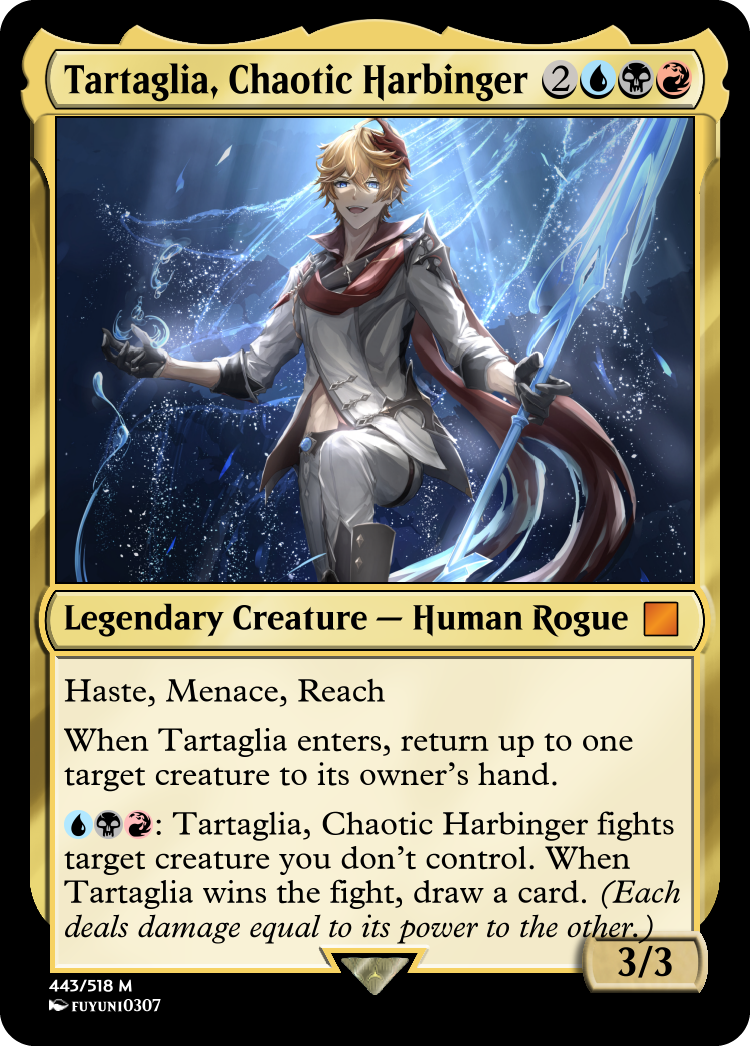 Tartaglia, Chaotic Harbinger 2
Legendary Creature — Human Rogue
Haste, Menace, Reach
When Tartaglia enters, return up to one
target creature to its owner's hand.
: Tartaglia, Chaotic Harbinger fights
target creature you don't control. When
Tartaglia wins the fight, draw a card. (Each
deals damage equal to its power to the other.)
3/3
443/518 M
FUYUNI0307